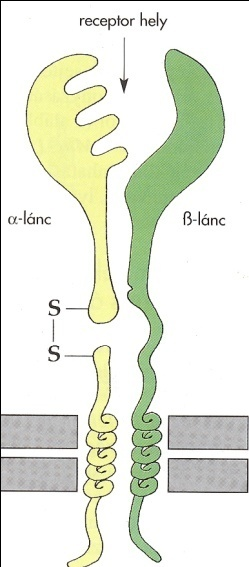 receptor hely
α-lánc
ß-lánc
S
S